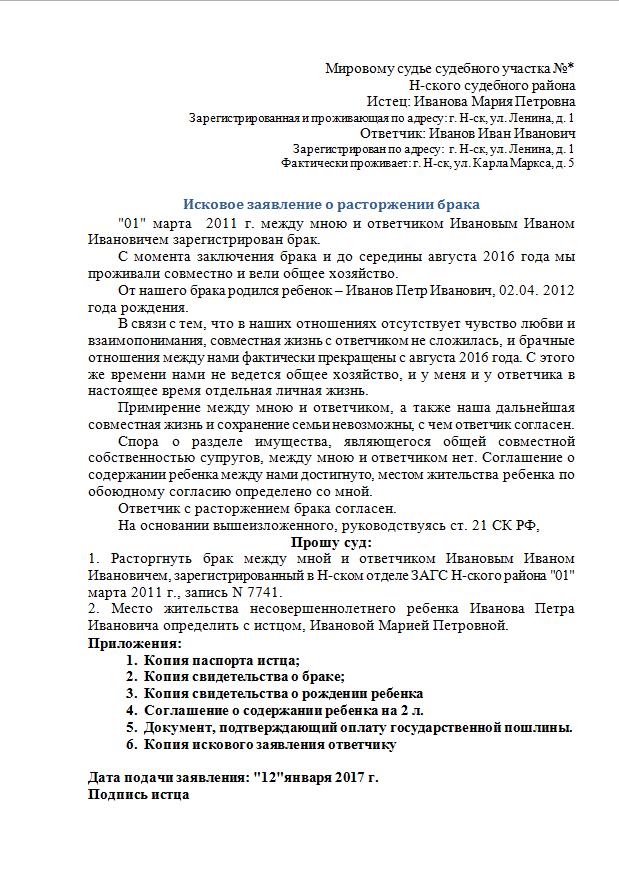 Мировому судье судебного участка №*
Н-ского судебного района
Истец: Иванова Мария Петровна
Зарегистрированная и проживающая по адресу: г. Н-ск, ул. Ленина, д. 1
Ответчик: Иванов Иван Иванович
Зарегистрирован по адресу: г. Н-ск, ул. Ленина, д. 1
Фактически проживает: г. Н-ск, ул. Карла Маркса, д. 5
Исковое заявление о расторжении брака
"01" марта 2011 г. между мною и ответчиком Ивановым Иваном
Ивановичем зарегистрирован брак.
С момента заключения брака и до середины августа 2016 года мы
проживали совместно и вели общее хозяйство.
От нашего брака родился ребенок – Иванов Петр Иванович, 02.04. 2012
года рождения.
В связи с тем, что в наших отношениях отсутствует чувство любви и
взаимопонимания, совместная жизнь с ответчиком не сложилась, и брачные
отношения между нами фактически прекращены с августа 2016 года. С этого
же времени нами не ведется общее хозяйство, и у меня и у ответчика в
настоящее время отдельная личная жизнь.
Примирение между мною и ответчиком, а также наша дальнейшая
совместная жизнь и сохранение семьи невозможны, с чем ответчик согласен.
Спора о разделе имущества, являющегося общей совместной
собственностью супругов, между мною и ответчиком нет. Соглашение о
содержании ребенка между нами достигнуто, местом жительства ребенка по
обоюдному согласию определено со мной.
Ответчик с расторжением брака согласен.
На основании вышеизложенного, руководствуясь ст. 21 СК РФ,
Прошу суд:
1. Расторгнуть брак между мной и ответчиком Ивановым Иваном
Ивановичем, зарегистрированный в Н-ском отделе ЗАГС Н-ского района "01"
марта 2011 г., запись N 7741.
2. Место жительства несовершеннолетнего ребенка Иванова Петра
Ивановича определить с истцом, Ивановой Марией Петровной.
Приложения:
1. Копия паспорта истца;
2. Копия свидетельства о браке;
3. Копия свидетельства о рождении ребенка
4. Соглашение о содержании ребенка на 2 л.
5. Документ, подтверждающий оплату государственной пошлины.
6. Копия искового заявления ответчику
Дата подачи заявления: "12"января 2017 г.
Подпись истца